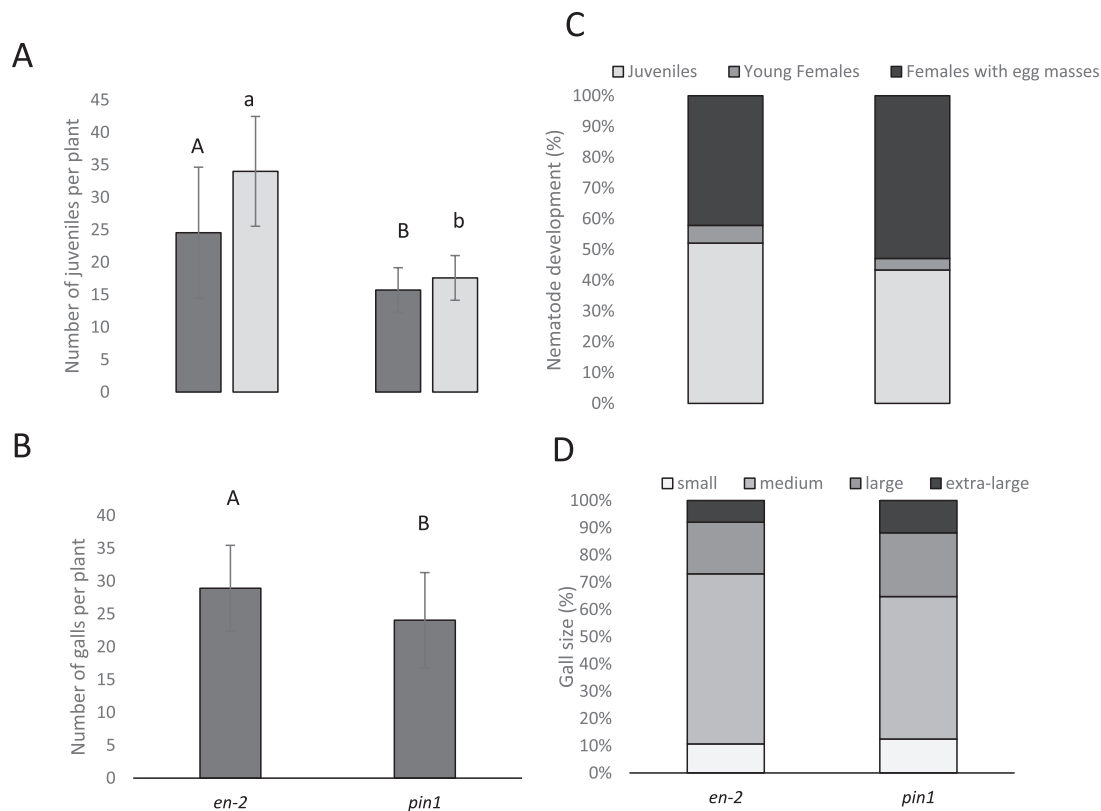 A
Number of juveniles per plant
45
40
35
30
25
20
15
10
5
0
A
a
B
b
B
Number of galls per plant
40
35
30
25
20
15
10
5
0
A
B
en-2
pin1
C
Juveniles Young Females Females with egg masses
Nematode development (%)
100%
90%
80%
70%
60%
50%
40%
30%
20%
10%
0%
D
small medium large extra-large
Gall size (%)
100%
90%
80%
70%
60%
50%
40%
30%
20%
10%
0%
en-2
pin1